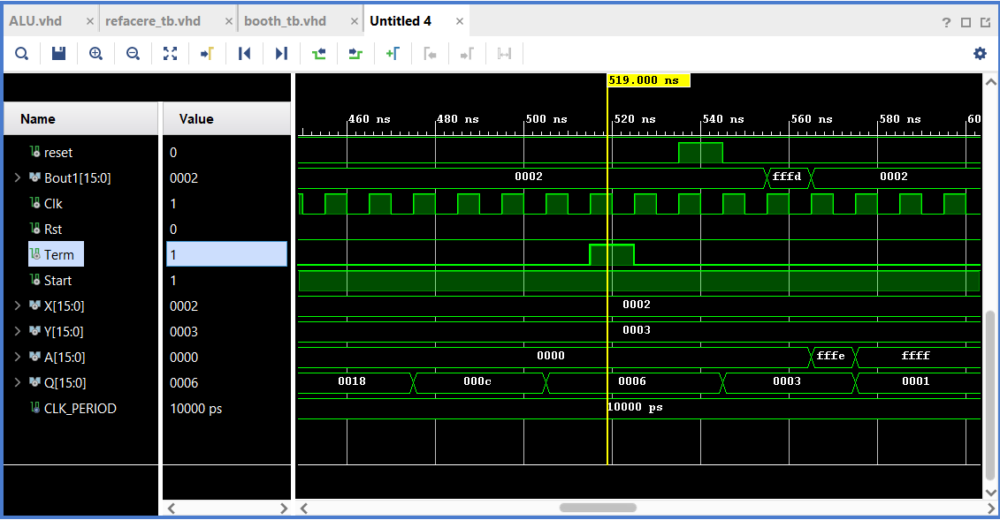 ALU.vhd × refacere_tb.vhd × booth_tb.vhd × Untitled 4 ×
?
519.000 ns
Name Value
460 ns 480 ns 500 ns 520 ns 540 ns 560 ns 580 ns 60
reset 0
Bout1[15:0] 0002 0002 fffd 0002
Clk 1
Rst 0
Term 1
Start 1
X[15:0] 0002 0002
Y[15:0] 0003 0003
A[15:0] 0000 0000 fffe ffff
Q[15:0] 0006 0018 000c 0006 0003 0001
CLK_PERIOD 10000 ps 10000 ps